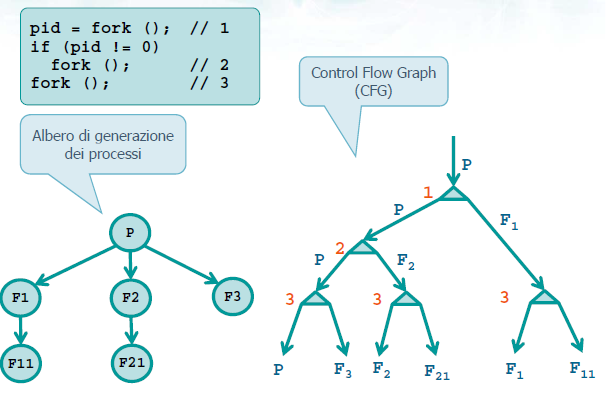 pid = fork (); // 1
if (pid != 0)
fork (); // 2
fork (); // 3
Control Flow Graph
(CFG)
Albero di generazione
dei processi
P
F1
F2
F3
F11
F21
P
1
P
F1
2
P
F2
3
3
3
P
F3
F2
F21
F1
F11